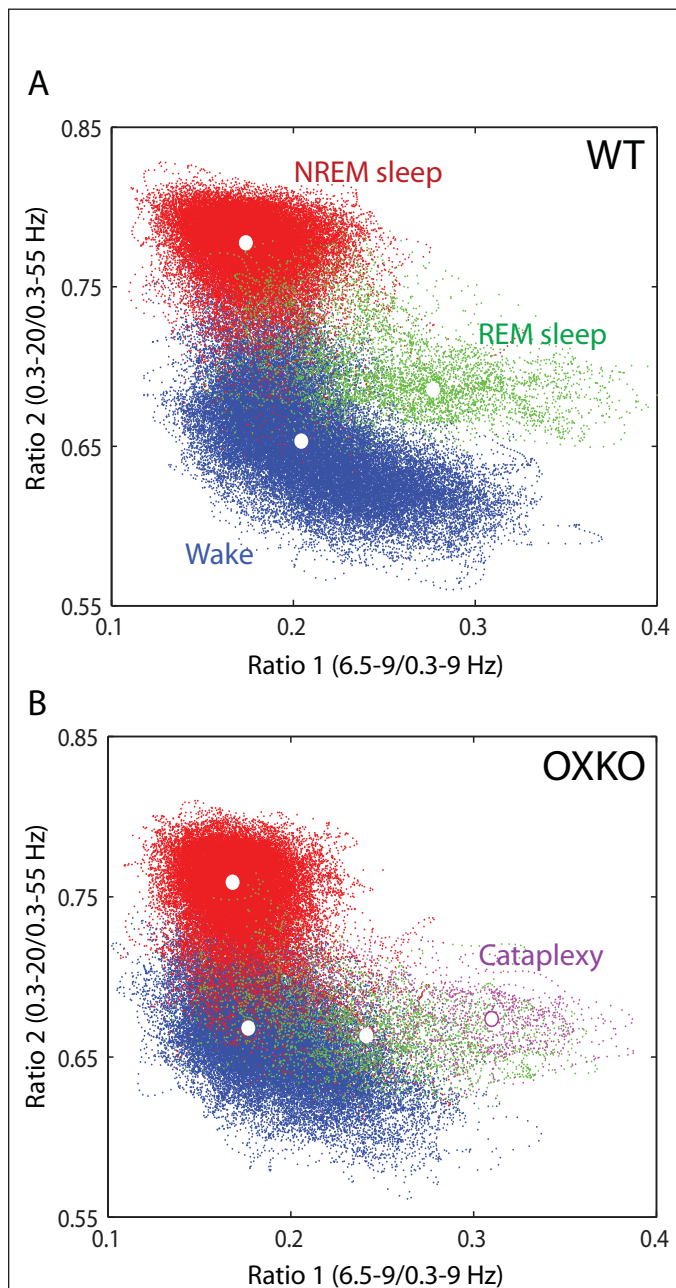 A
WT
0.85
NREM sleep
0.75
REM sleep
Ratio 2 (0.3-20/0.3-55 Hz)
0.65
Wake
0.55
0.1 0.2 0.3 0.4
Ratio 1 (6.5-9/0.3-9 Hz)
B
0.85
OXKO
0.75
Cataplexy
Ratio 2 (0.3-20/0.3-55 Hz)
0.65
0.55
0.1 0.2 0.3 0.4
Ratio 1 (6.5-9/0.3-9 Hz)